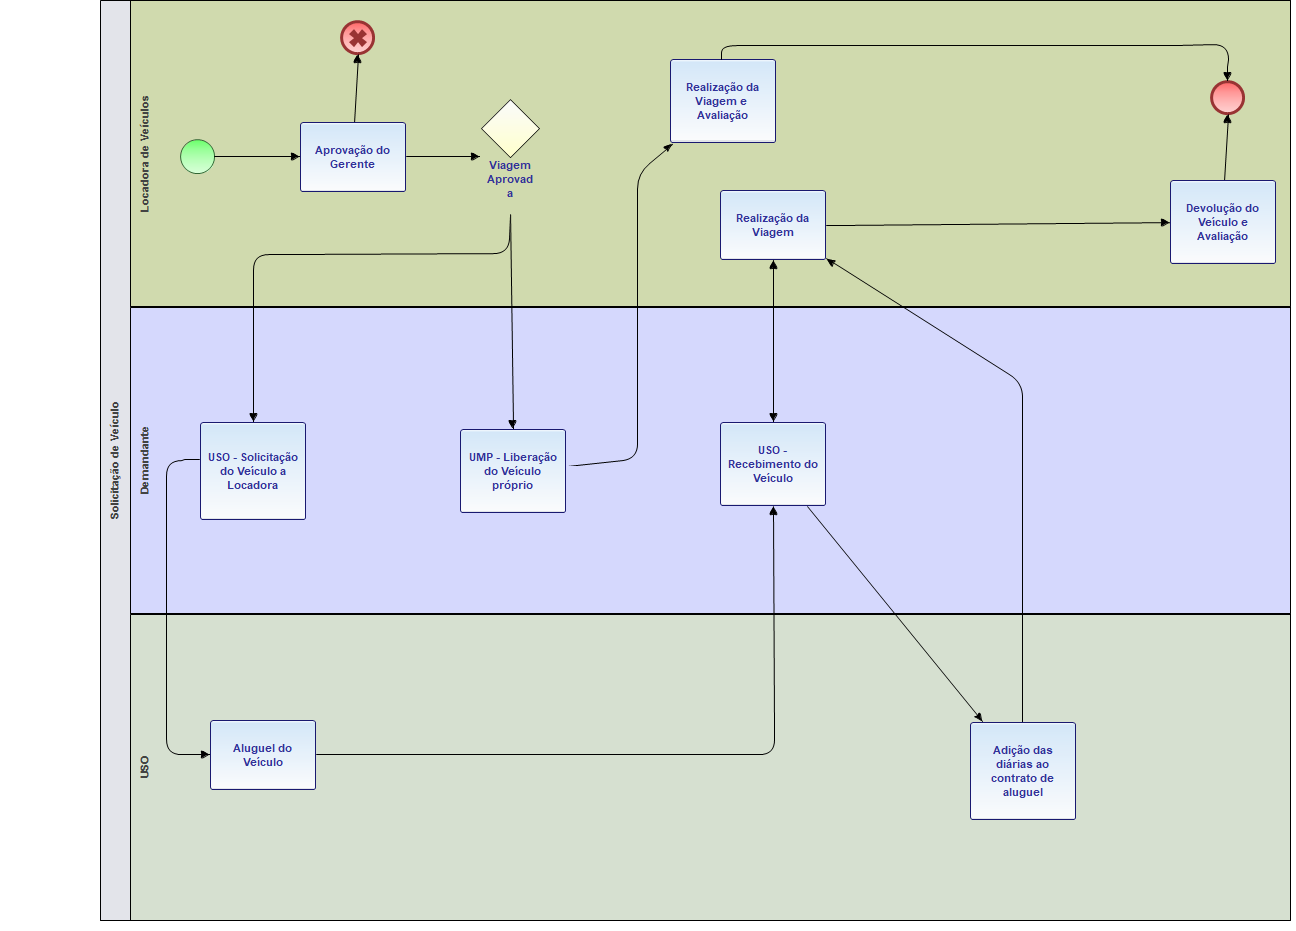 Solicitação de Veículo
Locadora de Veículos
Aprovação do
Gerente
Viagem
Aprovad
a
Realização da
Viagem e
Avaliação
Realização da
Viagem
Devolução do
Veículo e
Avaliação
Demandante
USO - Solicitação
do Veículo a
Locadora
UMP - Liberação
do Veículo
próprio
USO -
Recebimento do
Veículo
USO
Aluguel do
Veículo
Adição das
diárias ao
contrato de
aluguel